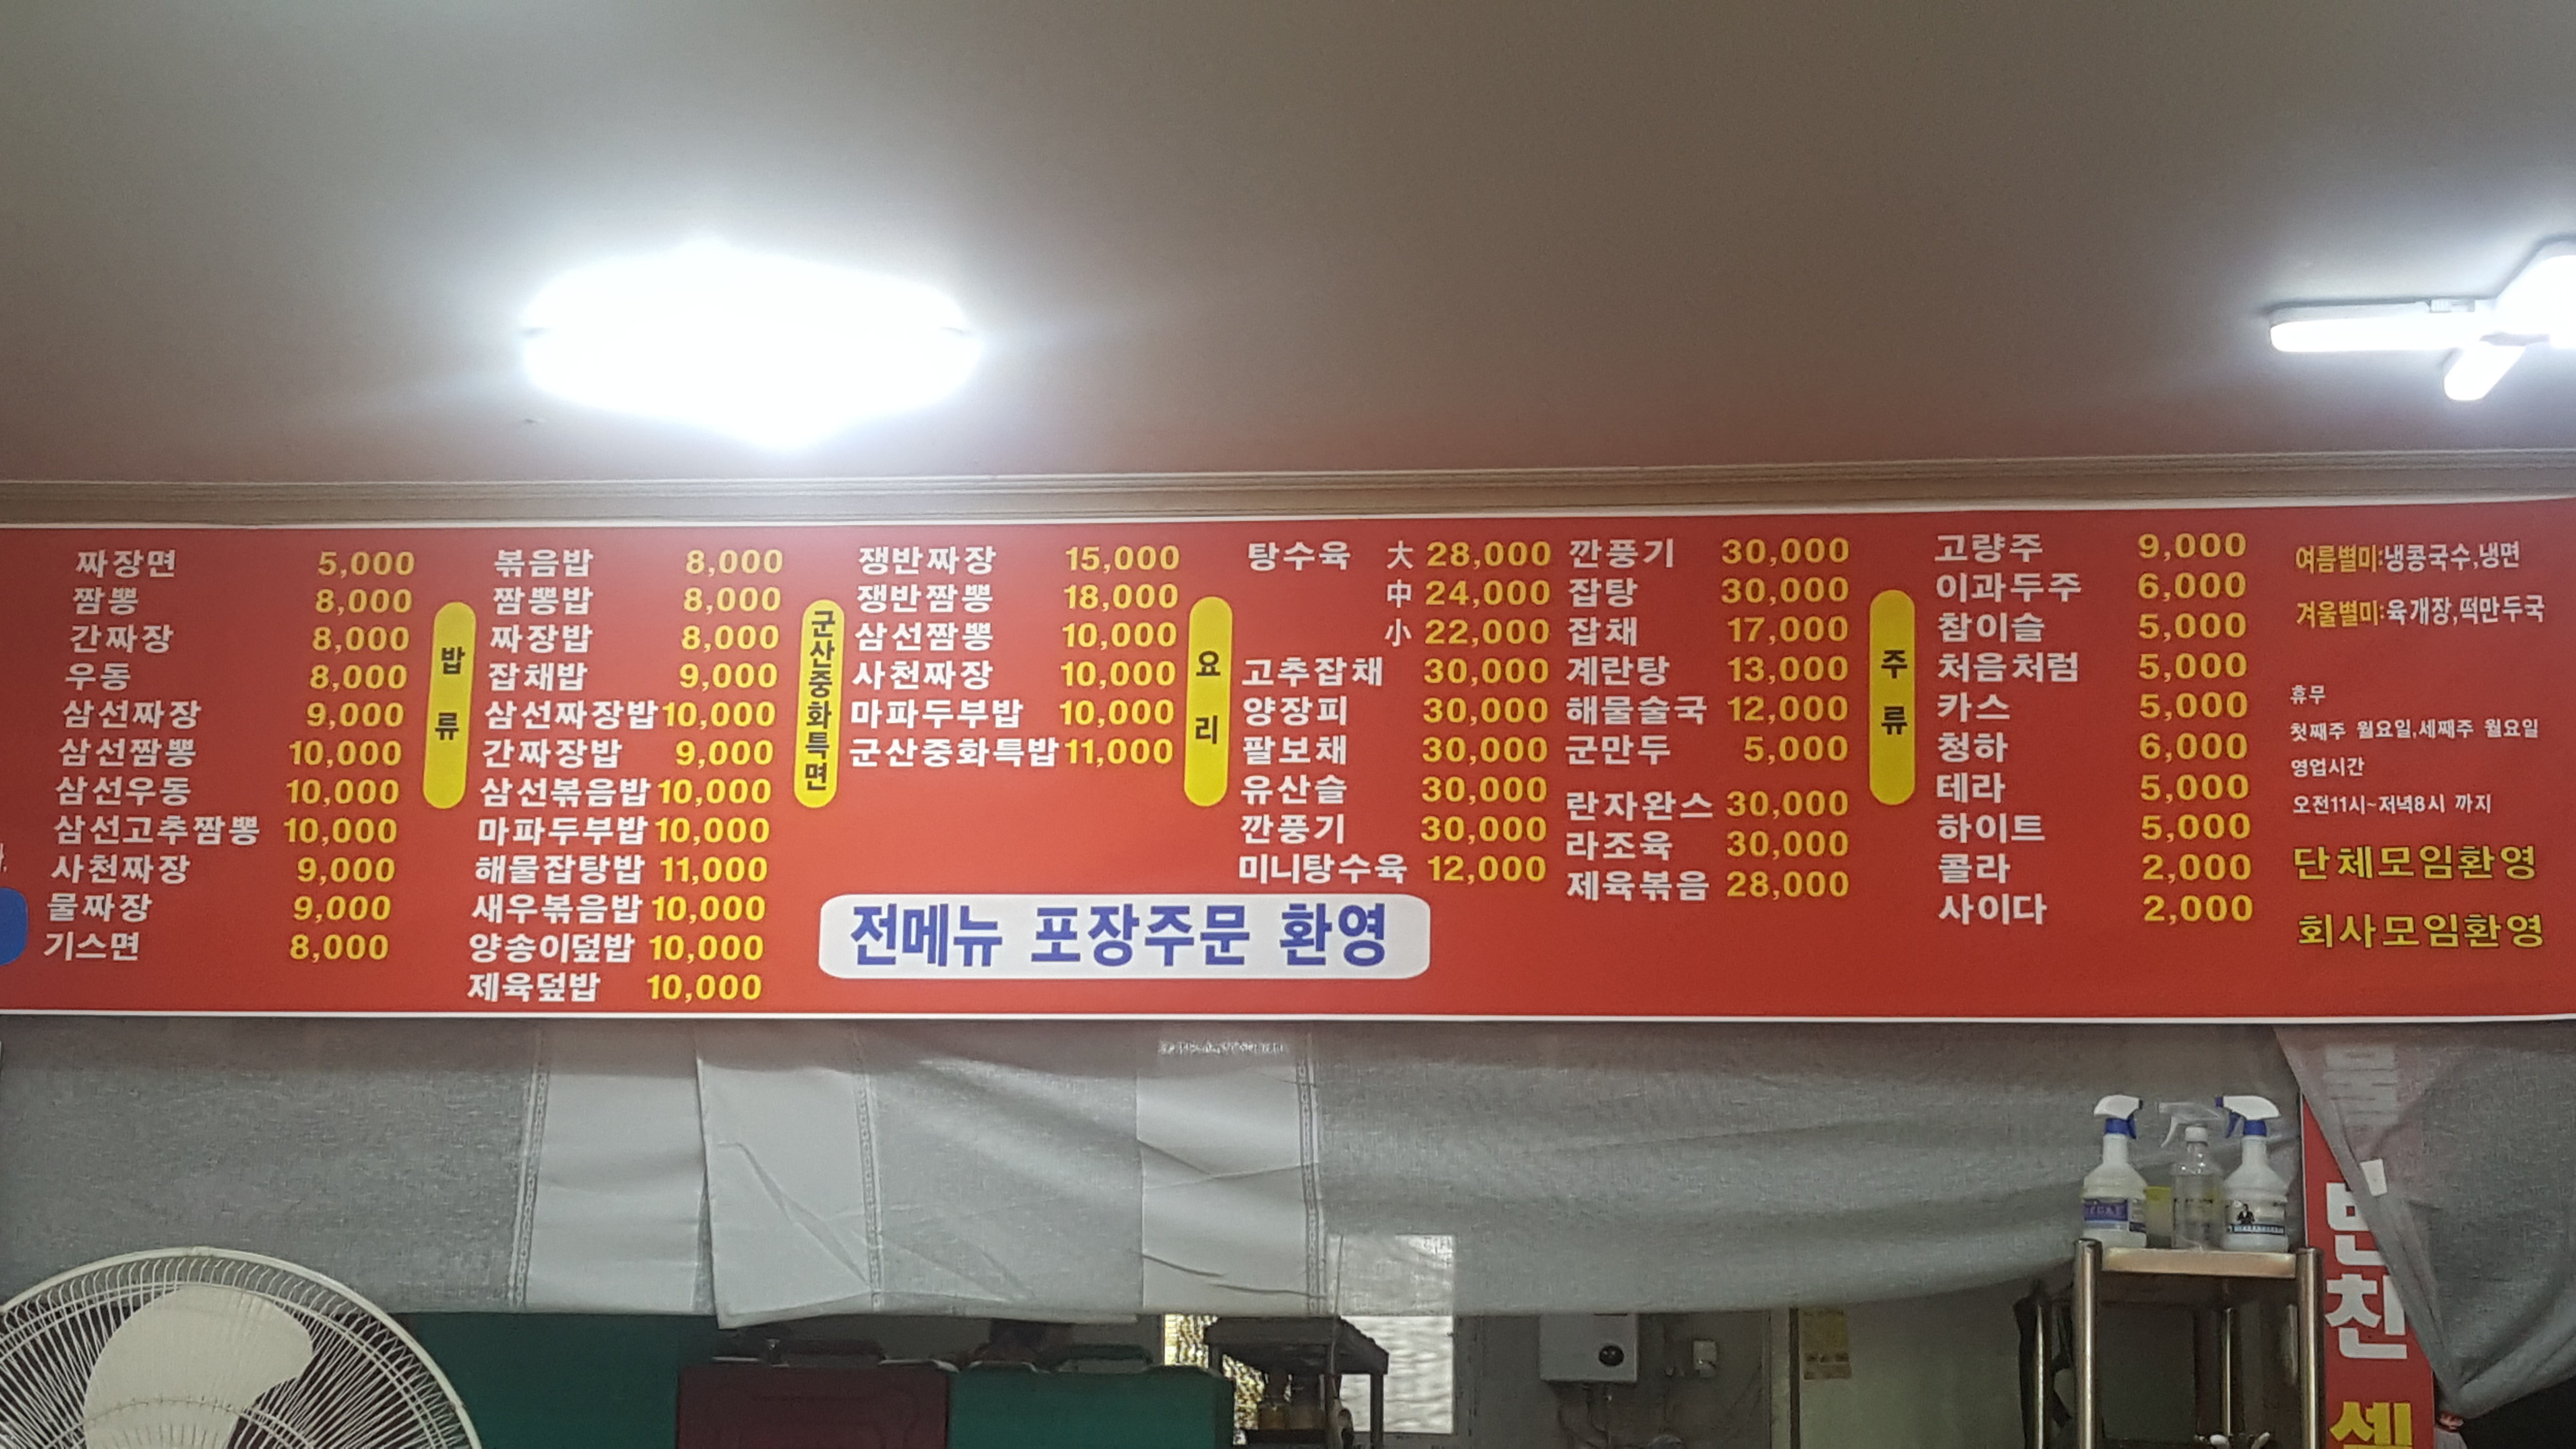 짜장면 5,000
짬뽕 8,000
간짜장 8,000
우동 8,000
삼선짜장 9,000
삼선짬뽕 10,000
삼선우동 10,000
삼선고추짬뽕 10,000
사천짜장 9,000
물짜장 9,000
기스면 8,000
밥류
볶음밥 8,000
짬뽕밥 8,000
짜장밥 8,000
잡채밥 9,000
삼선짜장밥 10,000
간짜장밥 9,000
삼선볶음밥 10,000
마파두부밥 10,000
해물잡탕밥 11,000
새우볶음밥 10,000
양송이덮밥 10,000
제육덮밥 10,000
군산중화특면
쟁반짜장 15,000
쟁반짬뽕 18,000
삼선짬뽕 10,000
사천짜장 10,000
마파두부밥 10,000
군산중화특밥 11,000
요리
탕수육 大 28,000
中 24,000
小 22,000
고추잡채 30,000
양장피 30,000
팔보채 30,000
유산슬 30,000
깐풍기 30,000
미니탕수육 12,000
깐풍기 30,000
잡탕 30,000
잡채 17,000
계란탕 13,000
해물술국 12,000
군만두 5,000
란자완스 30,000
라조육 30,000
제육볶음 28,000
주류
고량주 9,000
이과두주 6,000
참이슬 5,000
처음처럼 5,000
카스 5,000
청하 6,000
테라 5,000
하이트 5,000
콜라 2,000
사이다 2,000
여름별미:냉콩국수,냉면
겨울별미:육개장,떡만두국
휴무
첫째주 월요일,세째주 월요일
영업시간
오전11시~저녁8시 까지
단체모임환영
회사모임환영
전메뉴 포장주문 환영